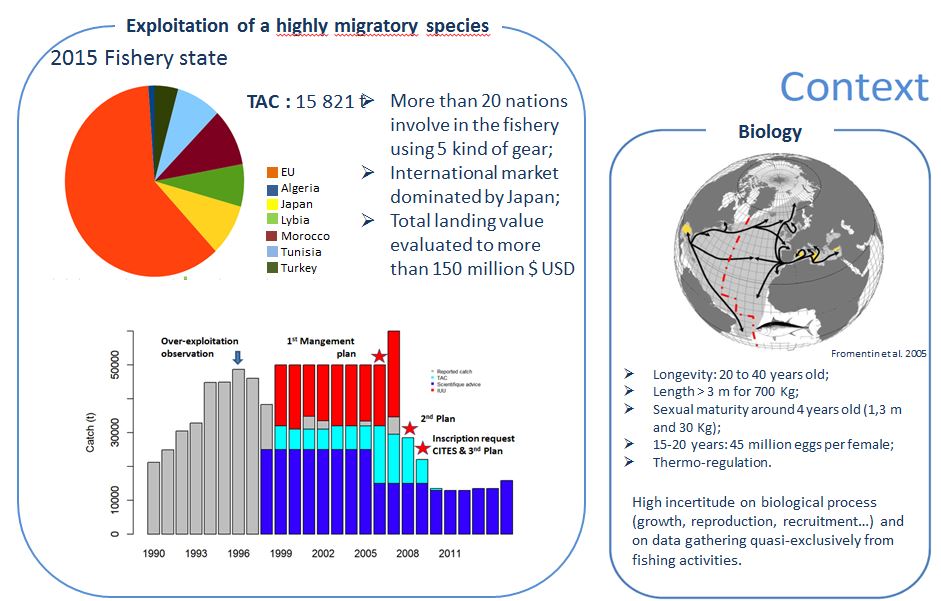 Exploitation of a highly migratory species
2015 Fishery state
TAC : 15 821 t
➢ More than 20 nations
involve in the fishery
using 5 kind of gear;
➢ International market
dominated by Japan;
➢ Total landing value
evaluated to more
than 150 million $ USD
EU
Algeria
Japan
Lybia
Morocco
Tunisia
Turkey
Over-exploitation
observation
1st Mangement
plan
Reported catch
TAC
Scientifique advice
IUU
2nd Plan
Inscription request
CITES & 3nd Plan
Catch (t)
50000
30000
10000
0
1990 1993 1996 1999 2002 2005 2008 2011
Context
Biology
Fromentin et al. 2005
➢ Longevity: 20 to 40 years old;
➢ Length > 3 m for 700 Kg;
➢ Sexual maturity around 4 years old (1,3 m
and 30 Kg);
➢ 15-20 years: 45 million eggs per female;
➢ Thermo-regulation.
High incertitude on biological process
(growth, reproduction, recruitment…) and
on data gathering quasi-exclusively from
fishing activities.